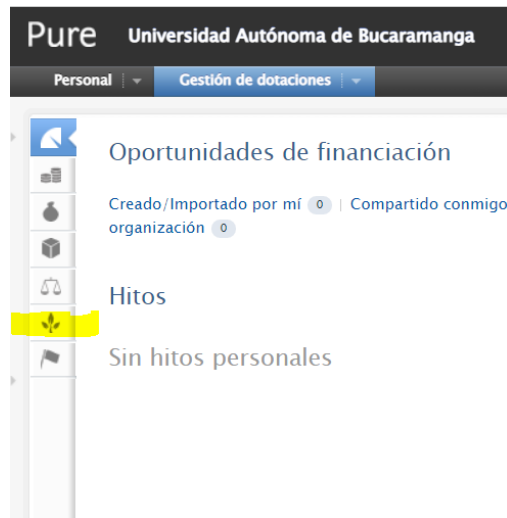 Pure Universidad Autónoma de Bucaramanga
Personal Gestión de dotaciones
Oportunidades de financiación
Creado/Importado por mí 0 | Compartido conmigo
organización 0
Hitos
Sin hitos personales